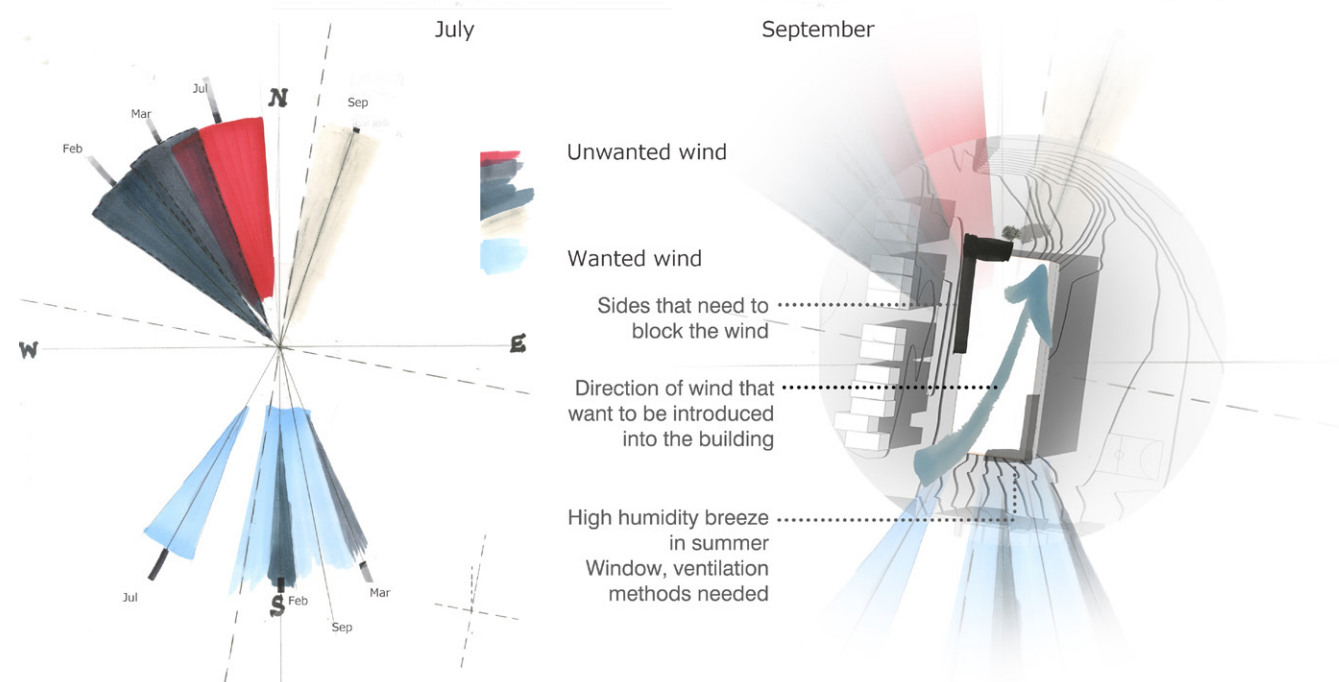 July
September
N
Jul
Mar
Feb
Sep
W
E
S
Jul
Feb
Mar
Sep
Unwanted wind
Wanted wind
Sides that need to
block the wind
Direction of wind that
want to be introduced
into the building
High humidity breeze
in summer
Window, ventilation
methods needed